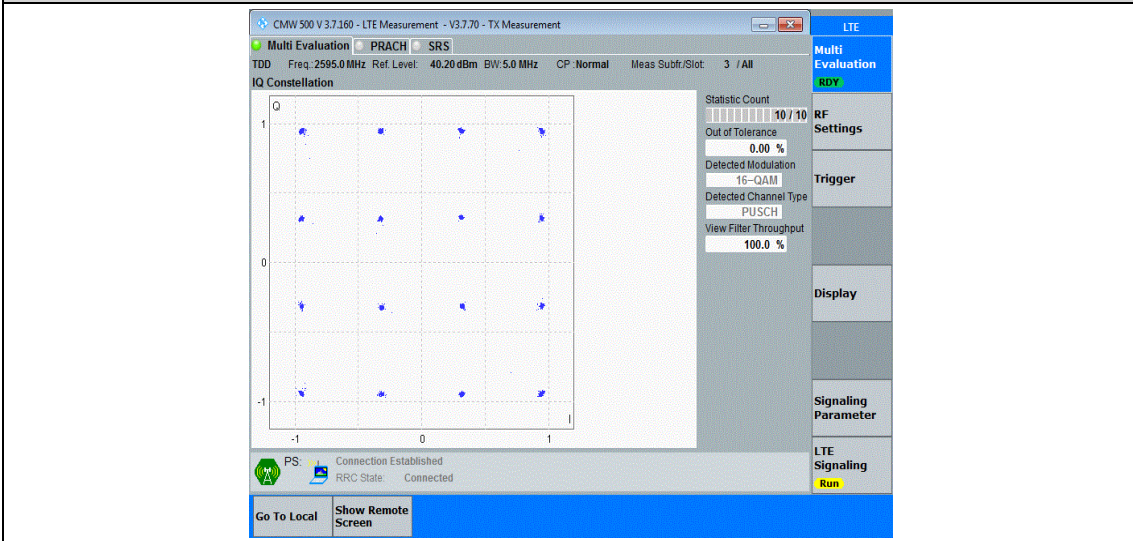 CMW 500 V 3.7.160 - LTE Measurement - V3.7.70 - TX Measurement
LTE
Multi Evaluation PRACH SRS
Multi
Evaluation
RDY
TDD Freq.:2595.0 MHz Ref. Level: 40.20 dBm BW:5.0 MHz CP :Normal Meas Subfr./Slot: 3 / All
IQ Constellation
Q
1
0
-1
I
-1 0 1
Statistic Count
10 / 10
Out of Tolerance
0.00 %
Detected Modulation
16-QAM
Detected Channel Type
PUSCH
View Filter Throughput
100.0 %
RF
Settings
Trigger
Display
Signaling
Parameter
LTE
Signaling
Run
PS: Connection Established
RRC State: Connected
Go To Local
Show Remote
Screen